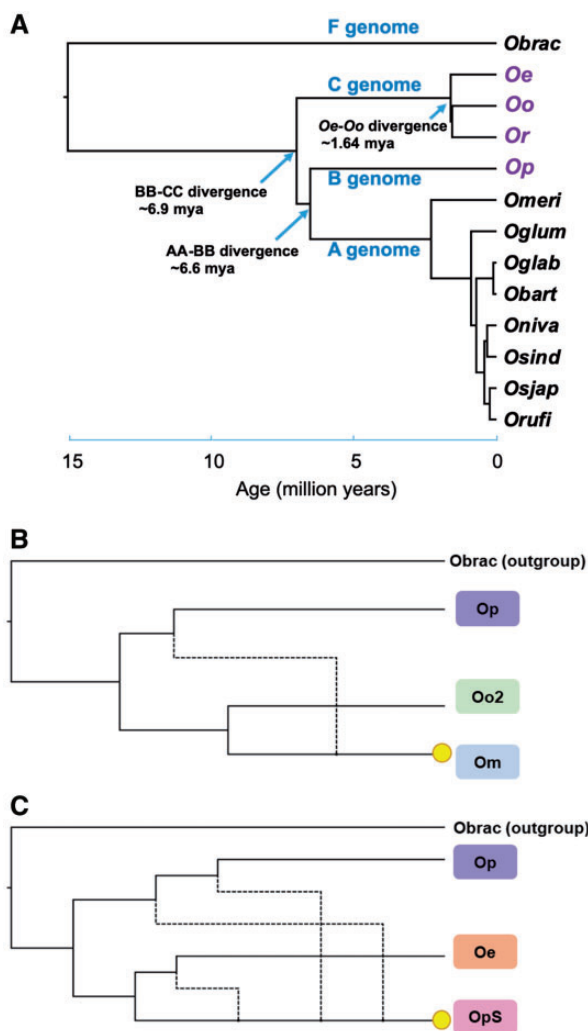 A
F genome
Obrac
C genome
Oe
Oo
Oe-Oo divergence
~1.64 mya
Or
BB-CC divergence
~6.9 mya
B genome
Op
Omeri
AA-BB divergence
~6.6 mya
A genome
Oglum
Oglab
Obart
Oniva
Osind
Osjap
Orufi
15 10 5 0
Age (million years)
B
Obrac (outgroup)
Op
Oo2
Om
C
Obrac (outgroup)
Op
Oe
OpS